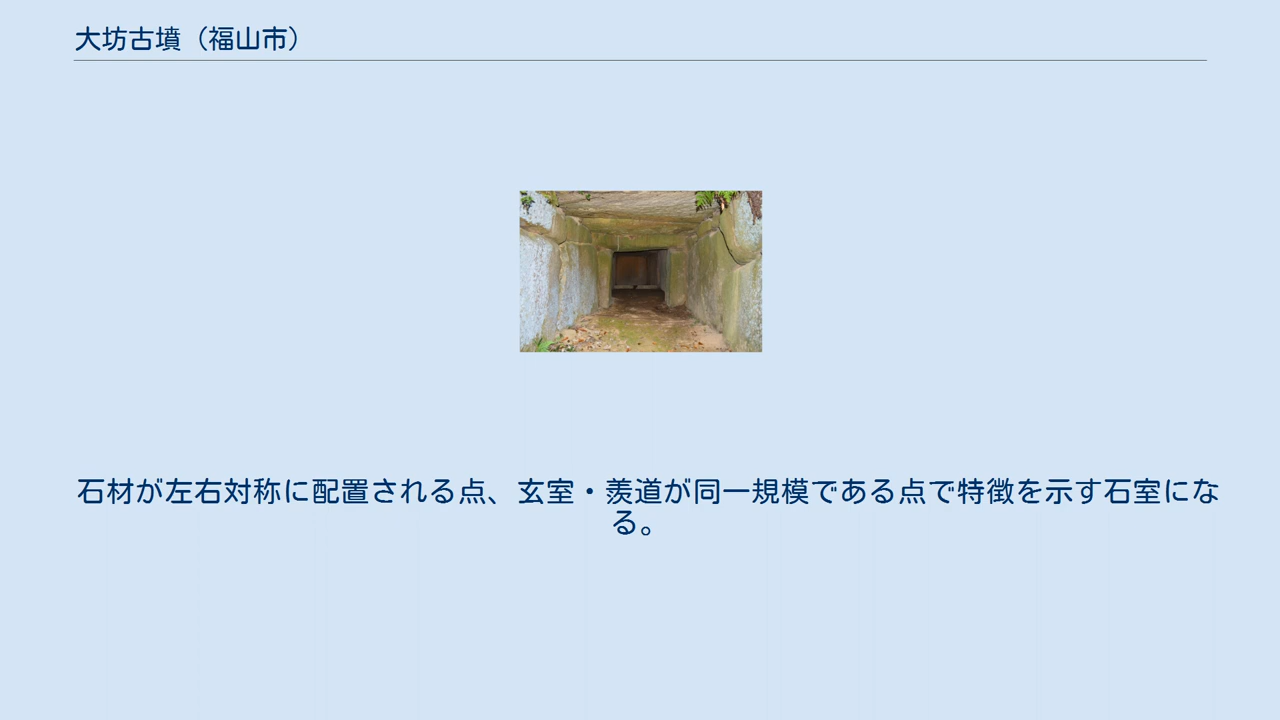 大坊古墳（福山市）
石材が左右対称に配置される点、玄室・羨道が同一規模である点で特徴を示す石室にな
る。